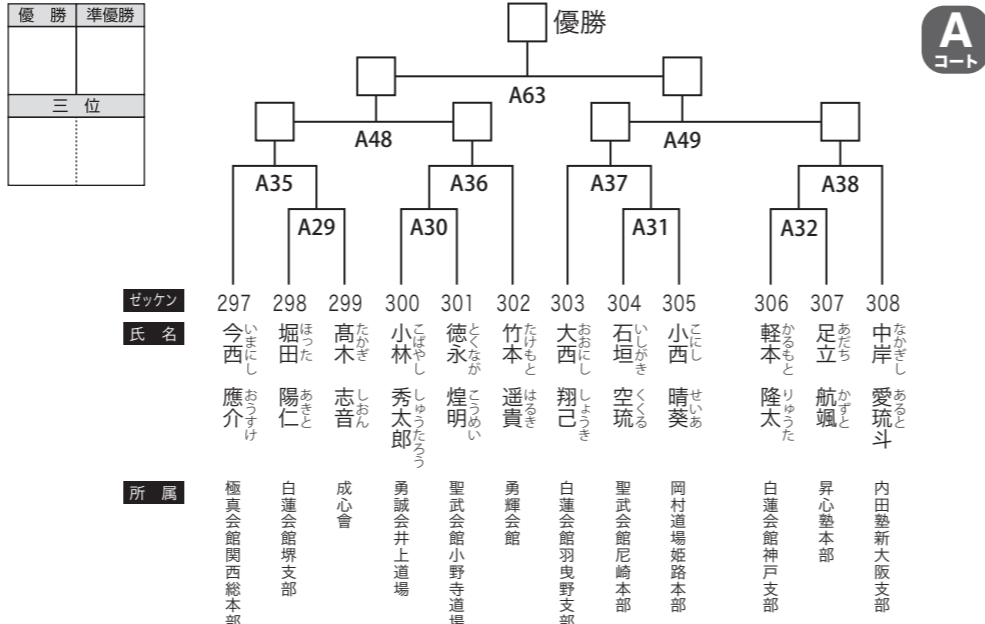 優 勝 準優勝
三 位
優勝
A
コート
A63
A48 A49
A35 A36 A37 A38
A29 A30 A31 A32
ゼッケン 297 298 299 300 301 302 303 304 305 306 307 308
氏 名
今西 應介 いまにし おうすけ
堀田 陽仁 ほった あきと
髙木 志音 たかぎ しおん
小林 秀太郎 こばやし しゅうたろう
徳永 煌明 とくなが こうめい
竹本 遥貴 たけもと はるき
大西 翔己 おおにし しょうき
石垣 空琉 いしがき くくる
小西 晴葵 こにし せいあ
軽本 隆太 かるもと りゅうた
足立 航颯 あだち かずと
中岸 愛琉斗 なかぎし あると
所 属
極真会館関西総本部
白蓮会館堺支部
成心會
勇誠会井上道場
聖武会館小野寺道場
勇輝会館
白蓮会館羽曳野支部
聖武会館尼崎本部
岡村道場姫路本部
白蓮会館神戸支部
昇心塾本部
内田塾新大阪支部